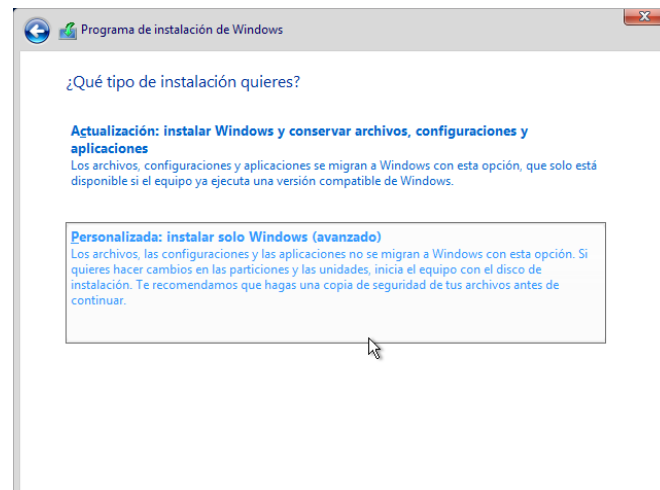 Programa de instalación de Windows
¿Qué tipo de instalación quieres?
Actualización: instalar Windows y conservar archivos, configuraciones y
aplicaciones
Los archivos, configuraciones y aplicaciones se migran a Windows con esta opción, que solo está
disponible si el equipo ya ejecuta una versión compatible de Windows.
Personalizada: instalar solo Windows (avanzado)
Los archivos, las configuraciones y las aplicaciones no se migran a Windows con esta opción. Si
quieres hacer cambios en las particiones y las unidades, inicia el equipo con el disco de
instalación. Te recomendamos que hagas una copia de seguridad de tus archivos antes de
continuar.